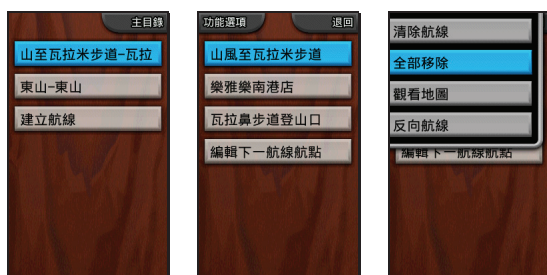 主目錄
山至瓦拉米步道-瓦拉
東山-東山
建立航線
功能選項
退回
山風至瓦拉米步道
樂雅樂南港店
瓦拉鼻步道登山口
編輯下一航線航點
清除航線
全部移除
觀看地圖
反向航線
編輯下一航線航點